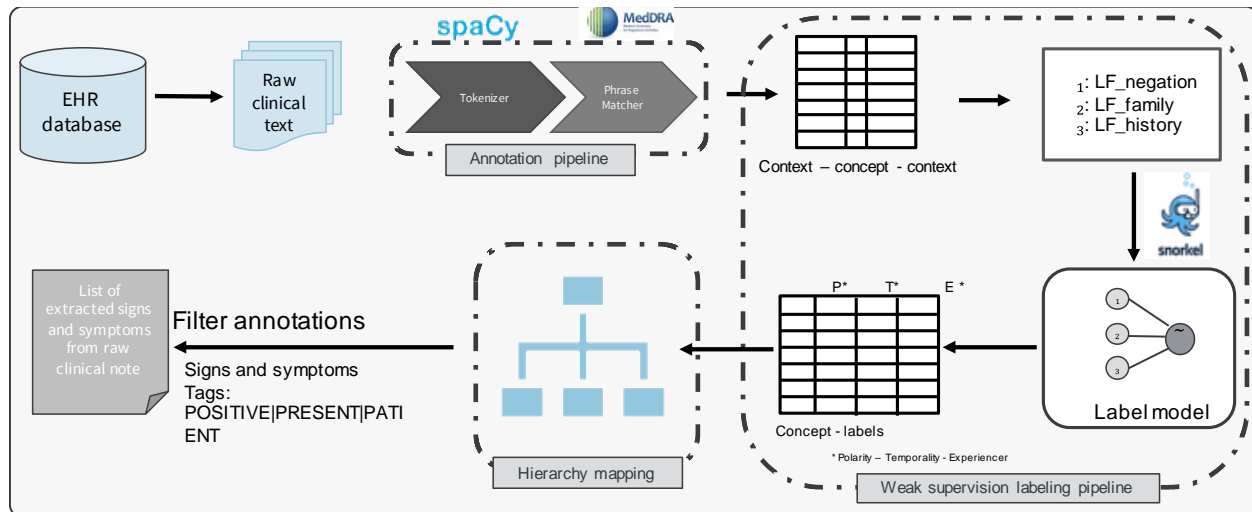 spaCy
MedDRA
EHR
database
Raw
clinical
text
Tokenizer
Phrase
Matcher
Annotation pipeline
Context – concept - context
1: LF_negation
2: LF_family
3: LF_history
snorkel
List of
extracted signs
and symptoms
from raw
clinical note
Filter annotations
Signs and symptoms
Tags:
POSITIVE|PRESENT|PATI
ENT
Hierarchy mapping
P* T* E *
Concept - labels
* Polarity – Temporality - Experiencer
1
2
3
~
Label model
Weak supervision labeling pipeline